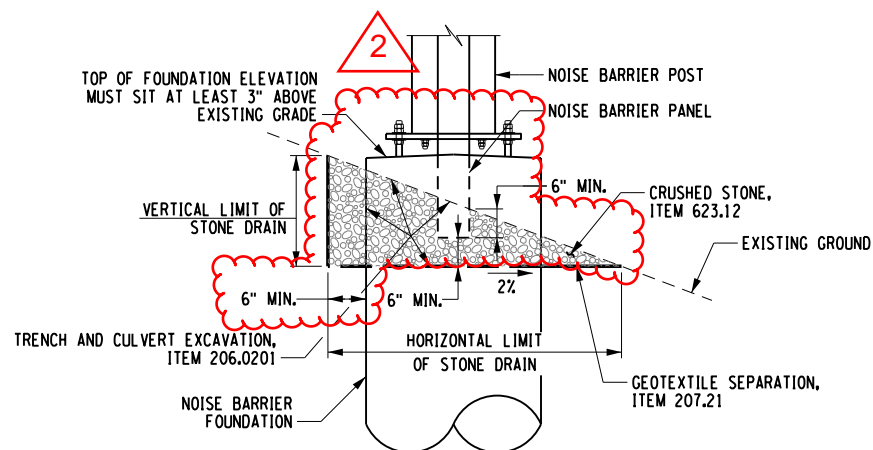 2
TOP OF FOUNDATION ELEVATION
MUST SIT AT LEAST 3" ABOVE
EXISTING GRADE
NOISE BARRIER POST
NOISE BARRIER PANEL
6" MIN.
CRUSHED STONE,
ITEM 623.12
VERTICAL LIMIT OF
STONE DRAIN
EXISTING GROUND
6" MIN.
6" MIN.
2%
TRENCH AND CULVERT EXCAVATION,
ITEM 206.0201
HORIZONTAL LIMIT
OF STONE DRAIN
GEOTEXTILE SEPARATION,
ITEM 207.21
NOISE BARRIER
FOUNDATION